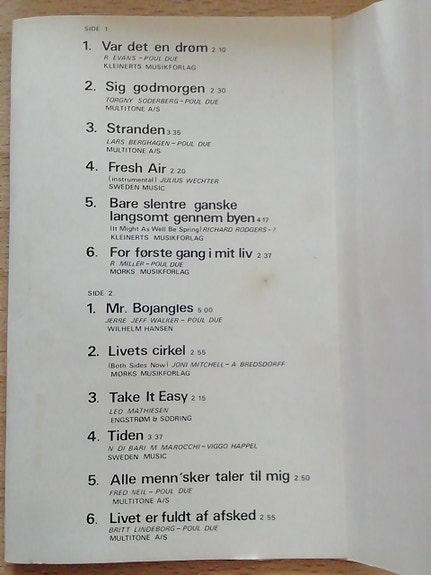 SIDE 1
1. Var det en drøm 2 10
R EVANS – POUL DUE
KLEINERTS MUSIKFORLAG
2. Sig godmorgen 2 30
TORGNY SODERBERG – POUL DUE
MULTITONE A/S
3. Stranden 3 35
LARS BERGHAGEN – POUL DUE
MULTITONE A/S
4. Fresh Air 2 20
(instrumental) JULIUS WECHTER
SWEDEN MUSIC
5. Bare slentre ganske
langsomt gennem byen 4 17
(It Might As Well Be Spring) RICHARD RODGERS - ?
KLEINERTS MUSIKFORLAG
6. For første gang i mit liv 2:37
R MILLER – POUL DUE
MØRKS MUSIKFORLAG
SIDE 2
1. Mr. Bojangles 5 00
JERRE JEFF WALKER – POUL DUE
WILHELM HANSEN
2. Livets cirkel 2 55
(Both Sides Now) JONI MITCHELL – A BREDSDORFF
MØRKS MUSIKFORLAG
3. Take It Easy 2 15
LEO MATHIESEN
ENGSTRØM & SØDRING
4. Tiden 3 37
N DI BARI M MAROCCHI – VIGGO HAPPEL
SWEDEN MUSIC
5. Alle menn'sker taler til mig 2:50
FRED NEIL – POUL DUE
MULTITONE A/S
6. Livet er fuldt af afsked 2 55
BRITT LINDEBORG – POUL DUE
MULTITONE A/S